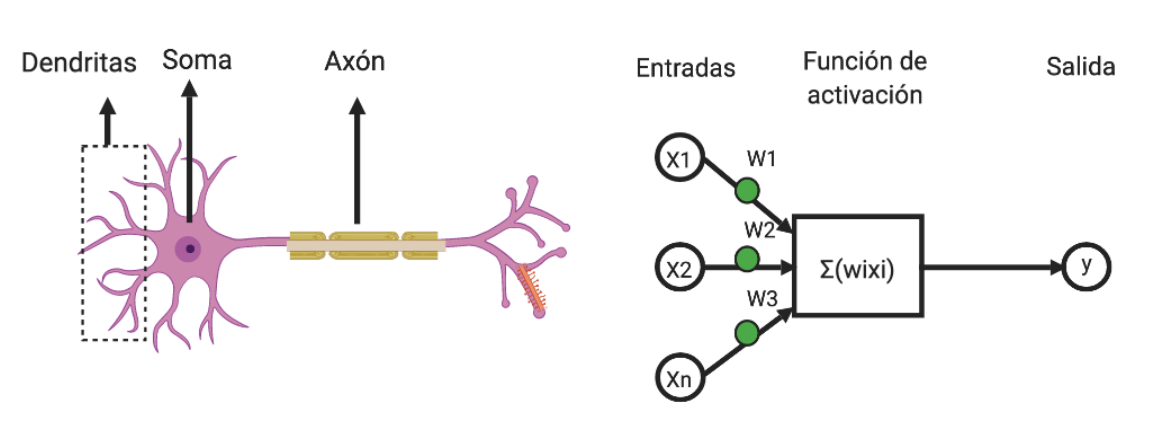 Dendritas
Soma
Axón
Entradas
Función de
activación
Salida
X1
W1
X2
W2
W3
Xn
Σ(wixi)
y